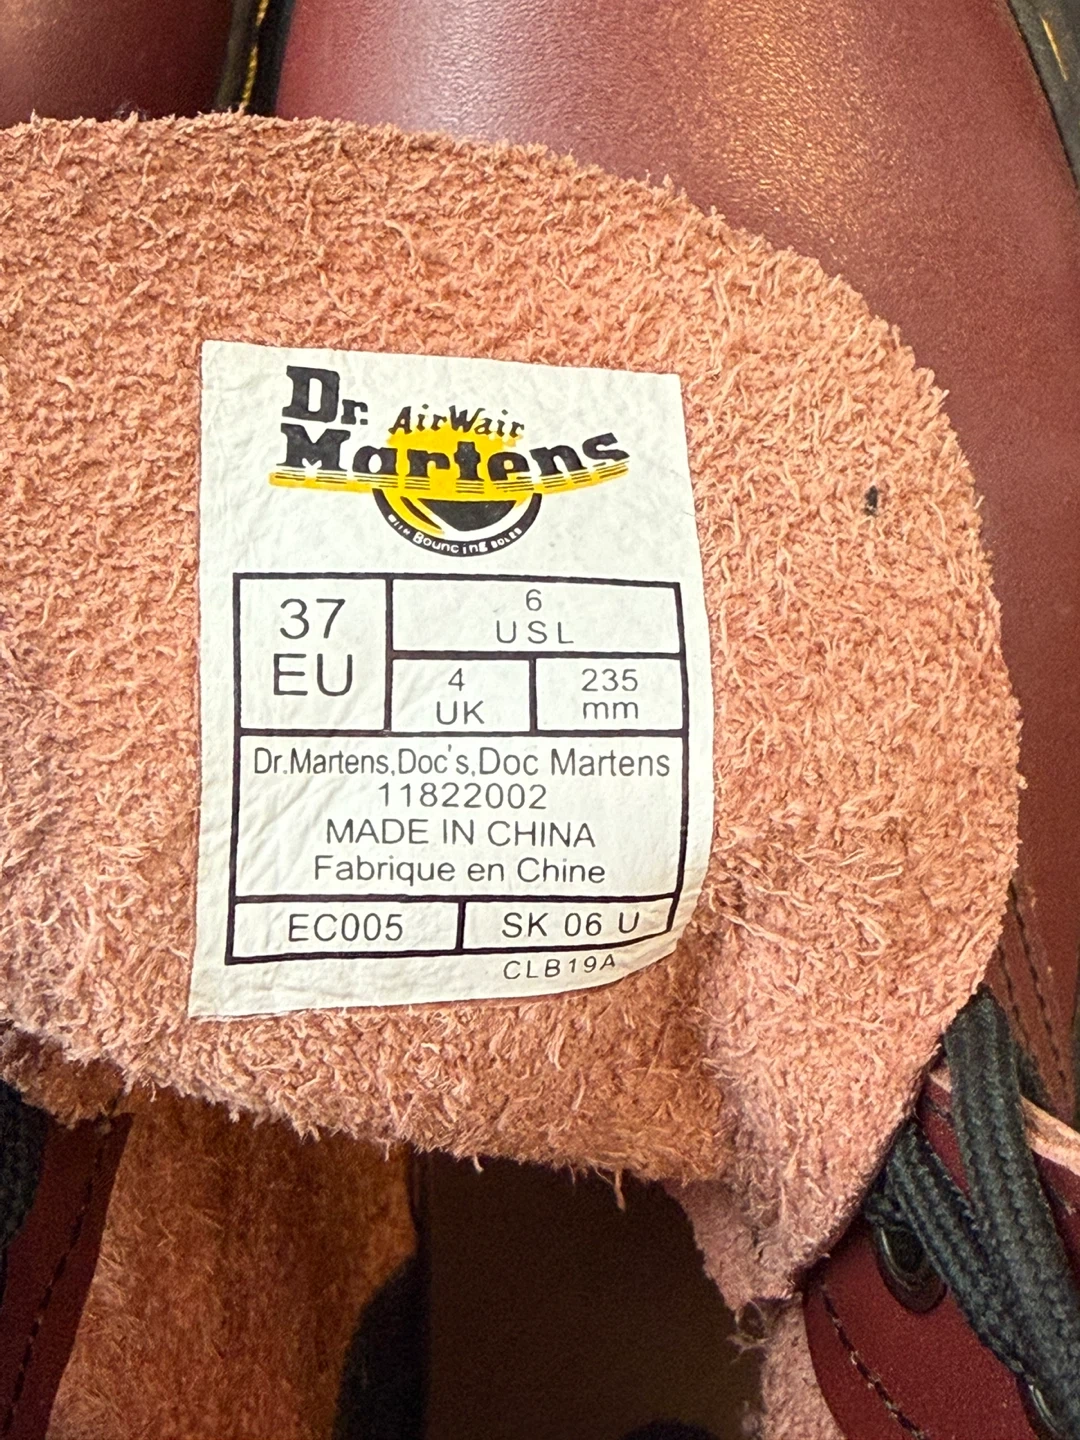 Dr. AirWair
Martens
WITH Bouncing SOLES
37
EU
6
USL
4
UK
235
mm
Dr.Martens,Doc's,Doc Martens
11822002
MADE IN CHINA
Fabrique en Chine
EC005
SK 06 U
CLB19A